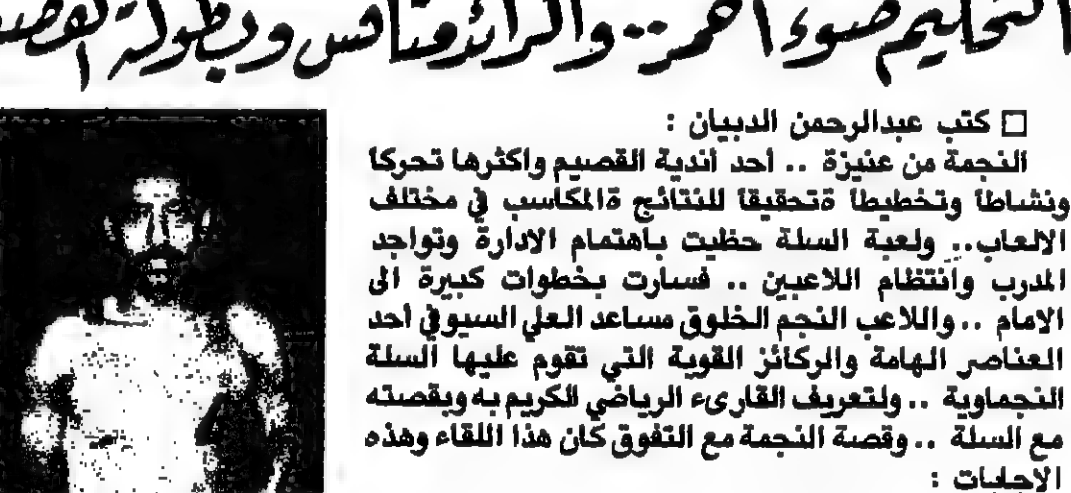 التحكيم ضوء أحمر .. والرائد منافس وبطولة
□ كتب عبدالرحمن الدبيان :
النجمة من عنيزة .. أحد أندية القصيم واكثرها تحركا
ونشاطا وتخطيطا ةتحقيقا للنتائج ةالمكاسب في مختلف
الالعاب.. ولعبة السلة حظيت باهتمام الادارة وتواجد
المدرب وانتظام اللاعبين .. فسارت بخطوات كبيرة الى
الامام .. واللاعب النجم الخلوق مساعد العلي السيوفي أحد
العناصر الهامة والركائز القوية التي تقوم عليها السلة
النجماوية .. ولتعريف القارىء الرياضي الكريم به وبقصته
مع السلة .. وقصة النجمة مع التفوق كان هذا اللقاء وهذه
الاجابات :